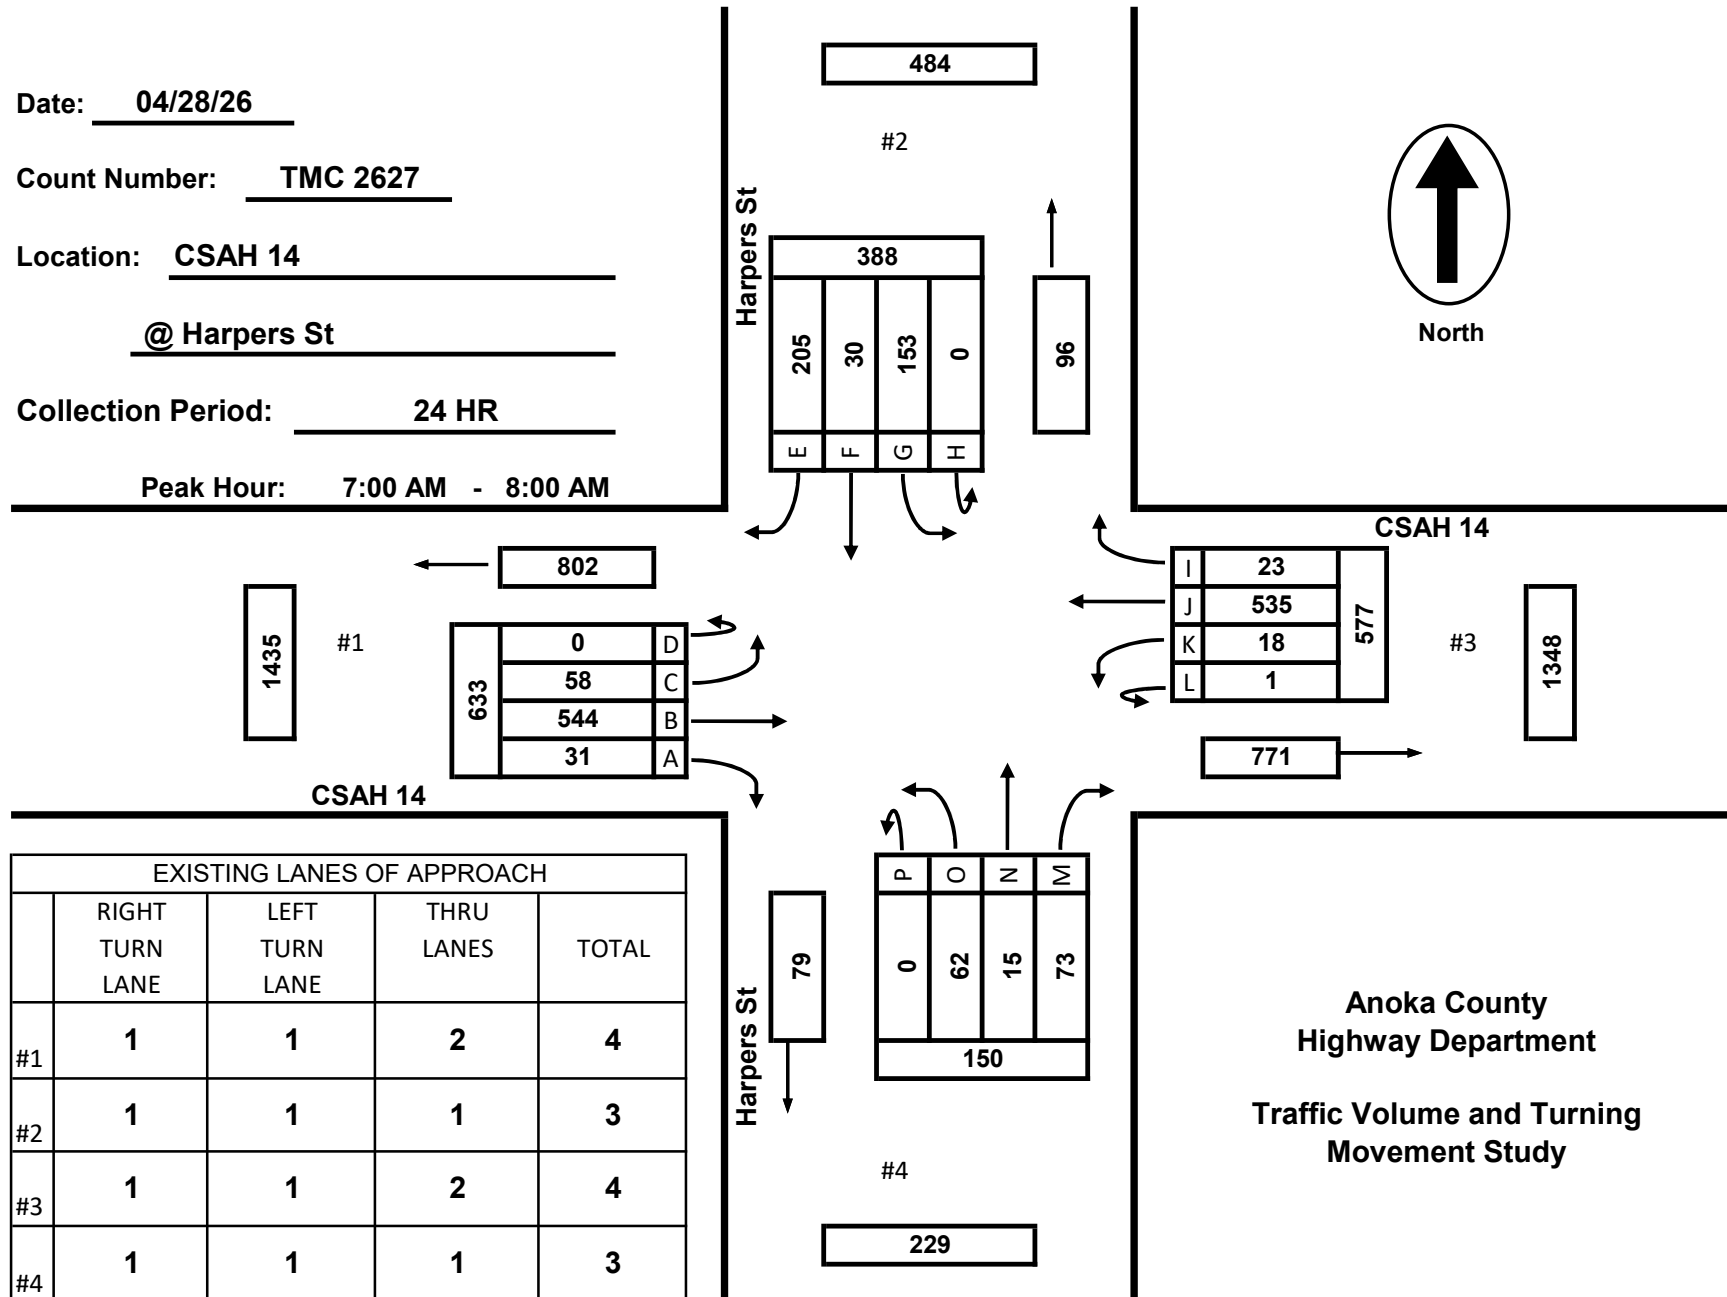 Date: 04/28/26
Count Number: TMC 2627
Location: CSAH 14
@ Harpers St
Collection Period: 24 HR
Peak Hour: 7:00 AM - 8:00 AM
484
#2
Harpers St
388
205 30 153 0
E F G H
96
North
CSAH 14
802
1435
#1
633
0 D
58 C
544 B
31 A
CSAH 14
I 23
J 535
K 18
L 1
577
#3
1348
771
P O N M
0 62 15 73
150
79
Harpers St
#4
229
EXISTING LANES OF APPROACH
RIGHT LEFT THRU
TURN TURN LANES TOTAL
LANE LANE
#1 1 1 2 4
#2 1 1 1 3
#3 1 1 2 4
#4 1 1 1 3
Anoka County
Highway Department
Traffic Volume and Turning
Movement Study